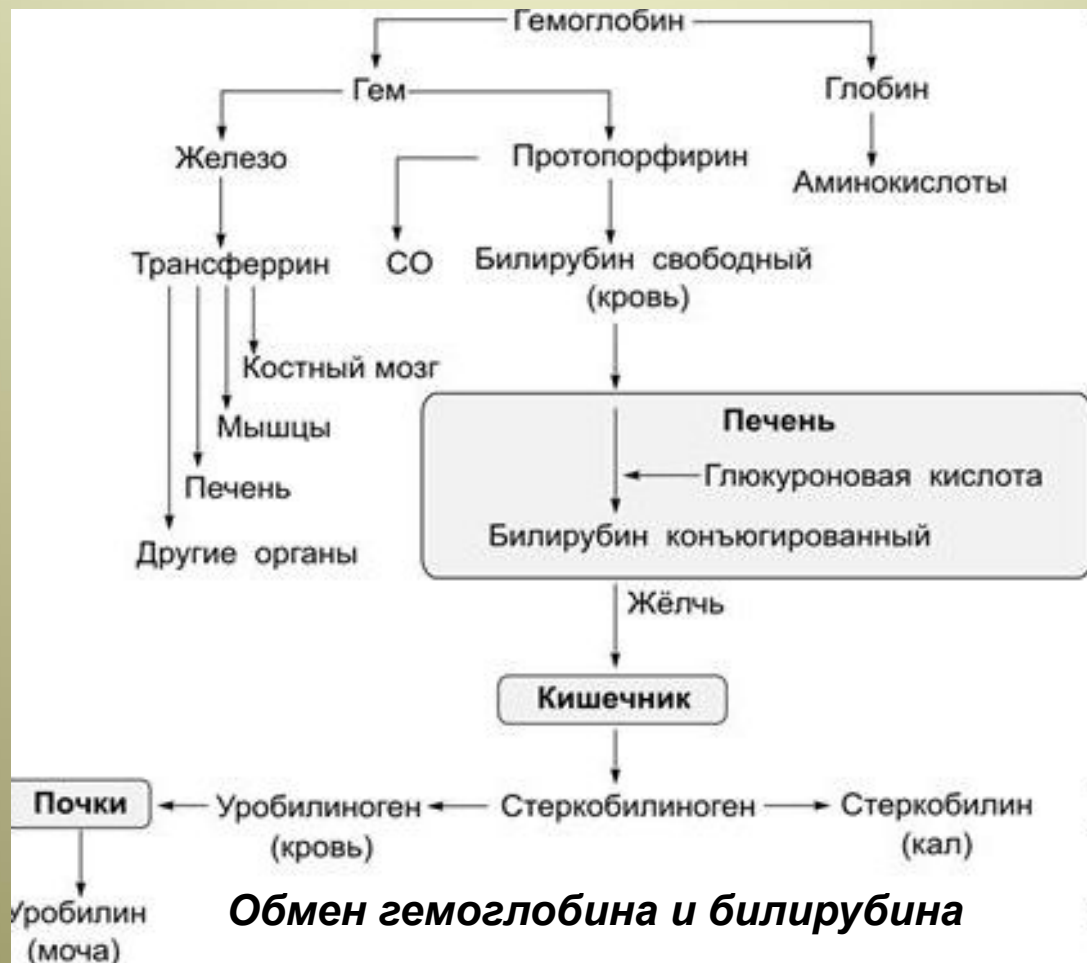 Гемоглобин
Гем
Глобин
Железо
Протопорфирин
Аминокислоты
Трансферрин
CO
Билирубин свободный
(кровь)
Костный мозг
Мышцы
Печень
Другие органы
Печень
Глюкуроновая кислота
Билирубин конъюгированный
Жёлчь
Кишечник
Почки
Уробилиноген
(кровь)
Стеркобилиноген
Стеркобилин
(кал)
Уробилин
(моча)
Обмен гемоглобина и билирубина